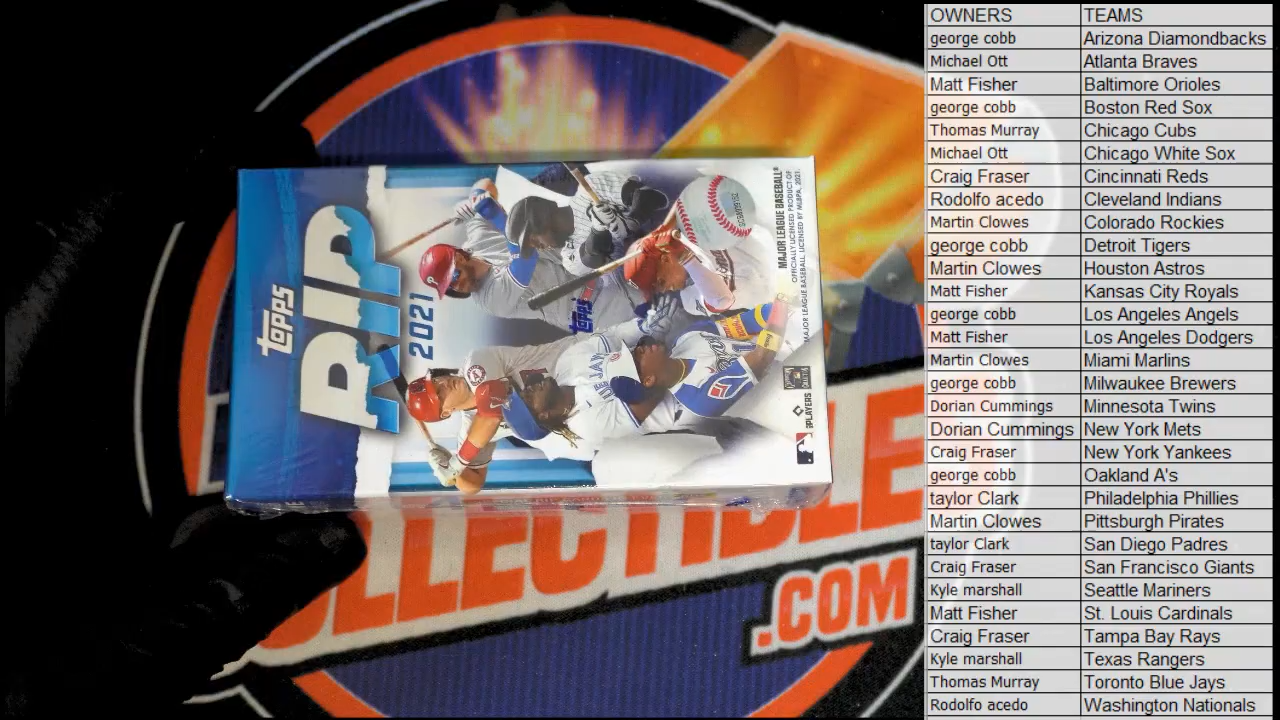 TOPPS
RIP
2021
MAJOR LEAGUE BASEBALL®
OFFICIALLY LICENSED PRODUCT OF
MAJOR LEAGUE BASEBALL. LICENSED BY MLBPA, 2021.
PLAYERS
TOPPS
LLECTIBLE
.COM
OWNERS TEAMS
george cobb Arizona Diamondbacks
Michael Ott Atlanta Braves
Matt Fisher Baltimore Orioles
george cobb Boston Red Sox
Thomas Murray Chicago Cubs
Michael Ott Chicago White Sox
Craig Fraser Cincinnati Reds
Rodolfo acedo Cleveland Indians
Martin Clowes Colorado Rockies
george cobb Detroit Tigers
Martin Clowes Houston Astros
Matt Fisher Kansas City Royals
george cobb Los Angeles Angels
Matt Fisher Los Angeles Dodgers
Martin Clowes Miami Marlins
george cobb Milwaukee Brewers
Dorian Cummings Minnesota Twins
Dorian Cummings New York Mets
Craig Fraser New York Yankees
george cobb Oakland A's
taylor Clark Philadelphia Phillies
Martin Clowes Pittsburgh Pirates
taylor Clark San Diego Padres
Craig Fraser San Francisco Giants
Kyle marshall Seattle Mariners
Matt Fisher St. Louis Cardinals
Craig Fraser Tampa Bay Rays
Kyle marshall Texas Rangers
Thomas Murray Toronto Blue Jays
Rodolfo acedo Washington Nationals